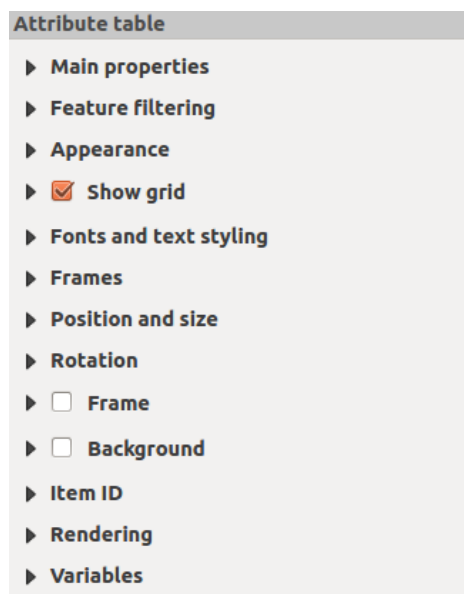 Attribute table
Main properties
Feature filtering
Appearance
Show grid
Fonts and text styling
Frames
Position and size
Rotation
Frame
Background
Item ID
Rendering
Variables